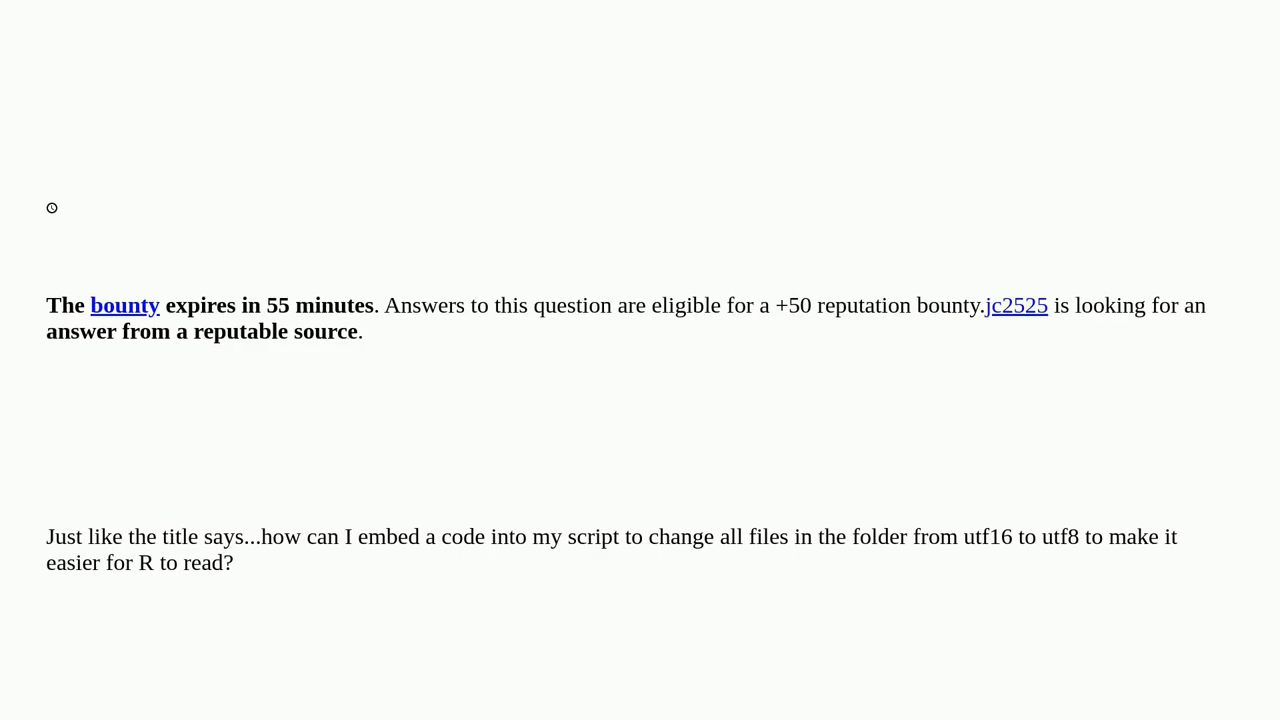 The bounty expires in 55 minutes. Answers to this question are eligible for a +50 reputation bounty.jc2525 is looking for an
answer from a reputable source.
Just like the title says...how can I embed a code into my script to change all files in the folder from utf16 to utf8 to make it
easier for R to read?